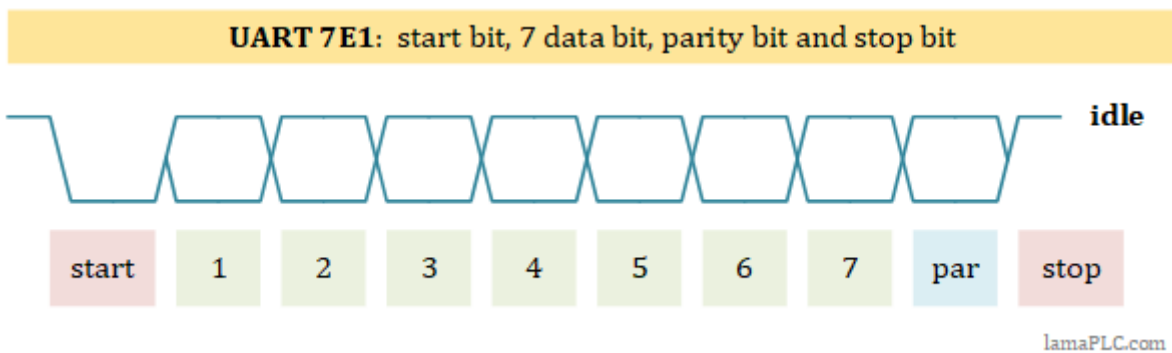 UART 7E1: start bit, 7 data bit, parity bit and stop bit
idle
start 1 2 3 4 5 6 7 par stop
lamaPLC.com